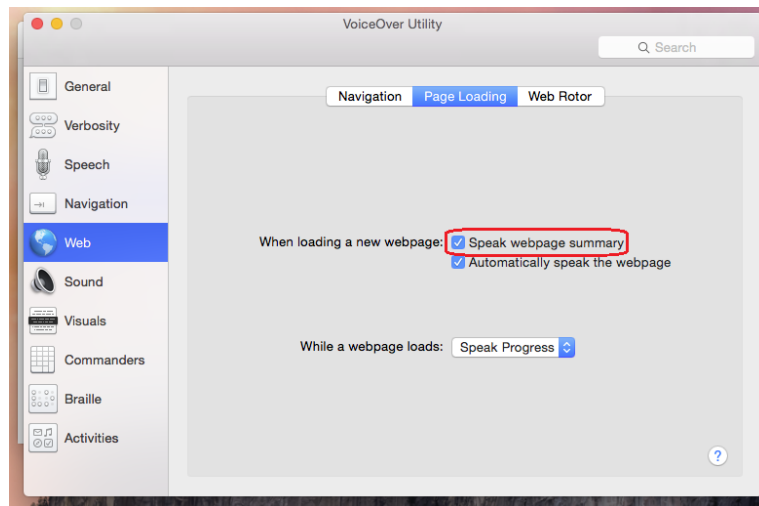 VoiceOver Utility
Search
General
Verbosity
Speech
Navigation
Web
Sound
Visuals
Commanders
Braille
Activities
Navigation Page Loading Web Rotor
When loading a new webpage: Speak webpage summary
Automatically speak the webpage
While a webpage loads: Speak Progress
?